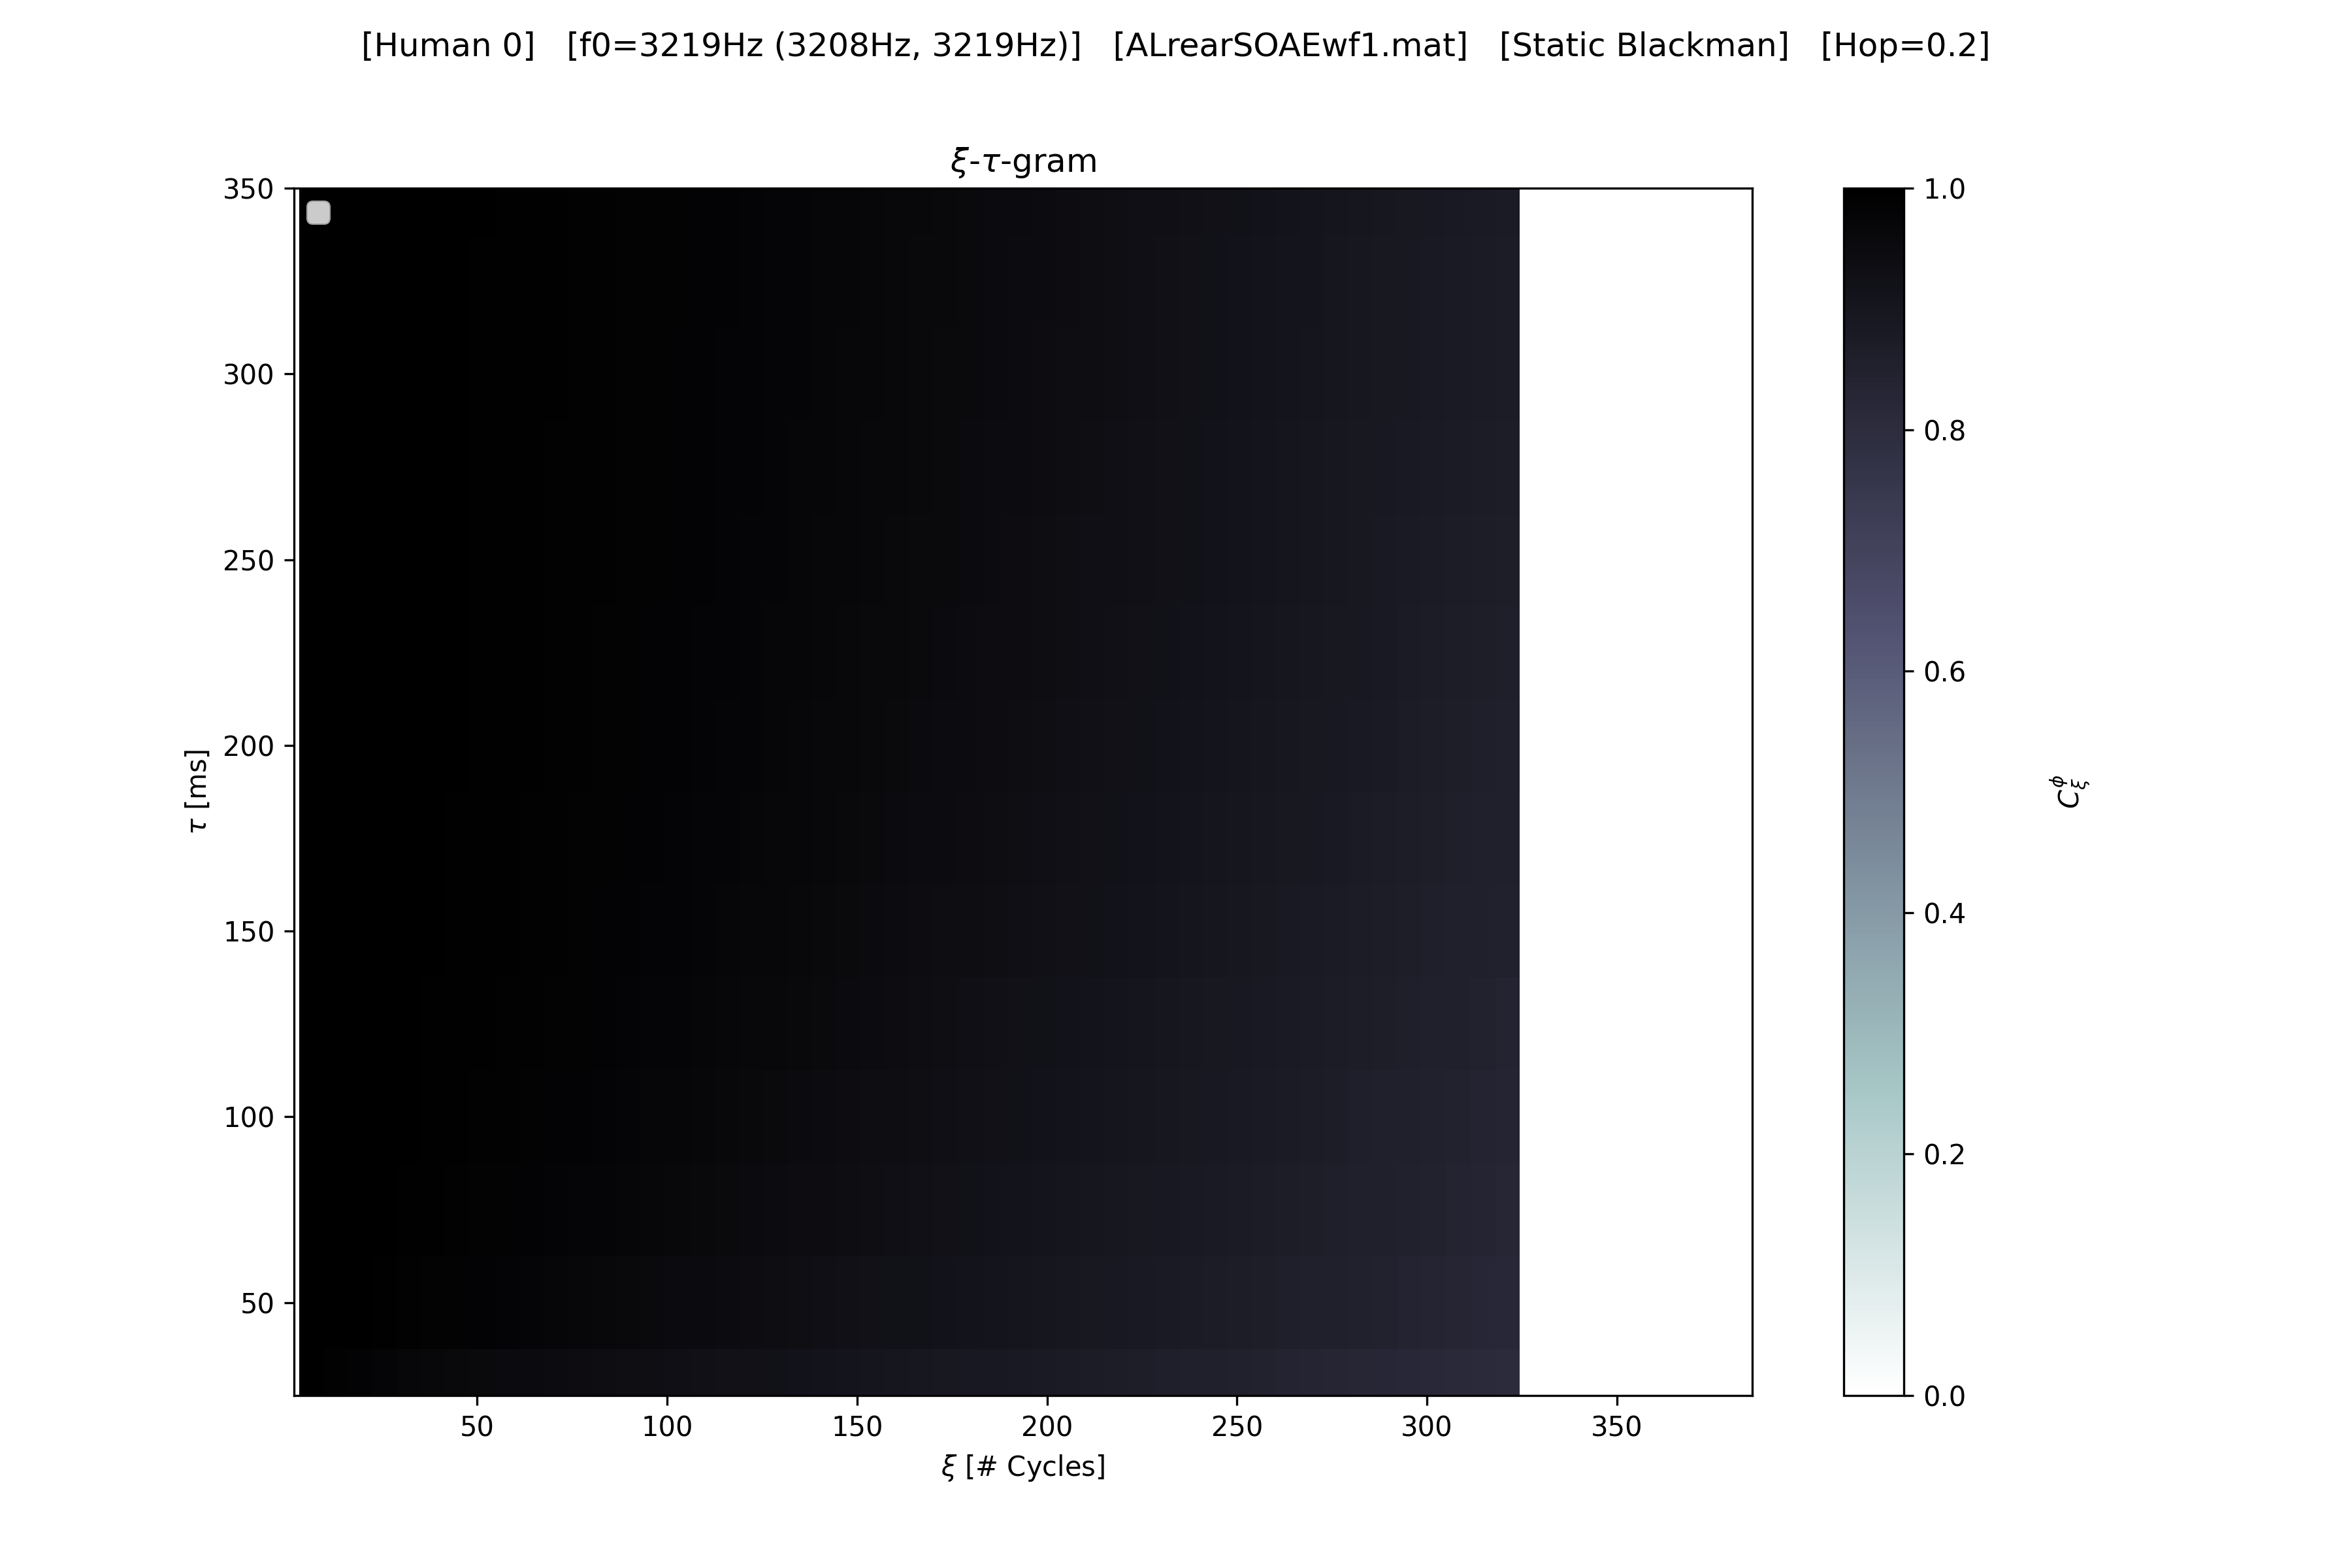 [Human 0]   [f0=3219Hz (3208Hz, 3219Hz)]   [ALrearSOAEwf1.mat]   [Static Blackman]   [Hop=0.2]
ξ-τ-gram
350
300
250
200
150
100
50
τ [ms]
50 100 150 200 250 300 350
ξ [# Cycles]
1.0
0.8
0.6
0.4
0.2
0.0
C_ξ^ϕ